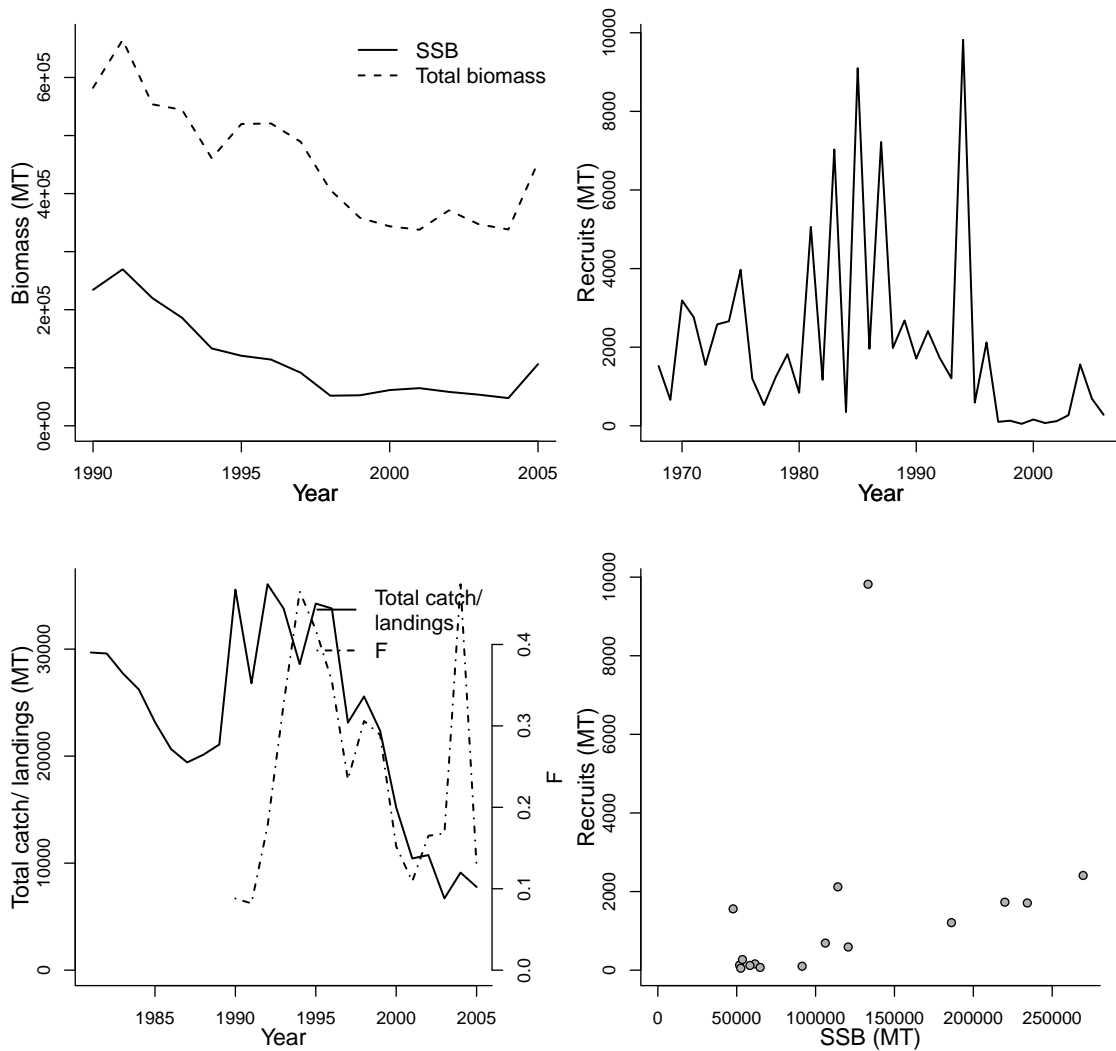 SSB
Total biomass
Biomass (MT)
0e+00
2e+05
4e+05
6e+05
1990
1995
2000
2005
Year
Recruits (MT)
0
2000
4000
6000
8000
10000
1970
1980
1990
2000
Year
Total catch/
landings
F
Total catch/ landings (MT)
0
10000
20000
30000
1985
1990
1995
2000
2005
Year
0.0
0.1
0.2
0.3
0.4
F
Recruits (MT)
0
2000
4000
6000
8000
10000
0
50000
100000
150000
200000
250000
SSB (MT)